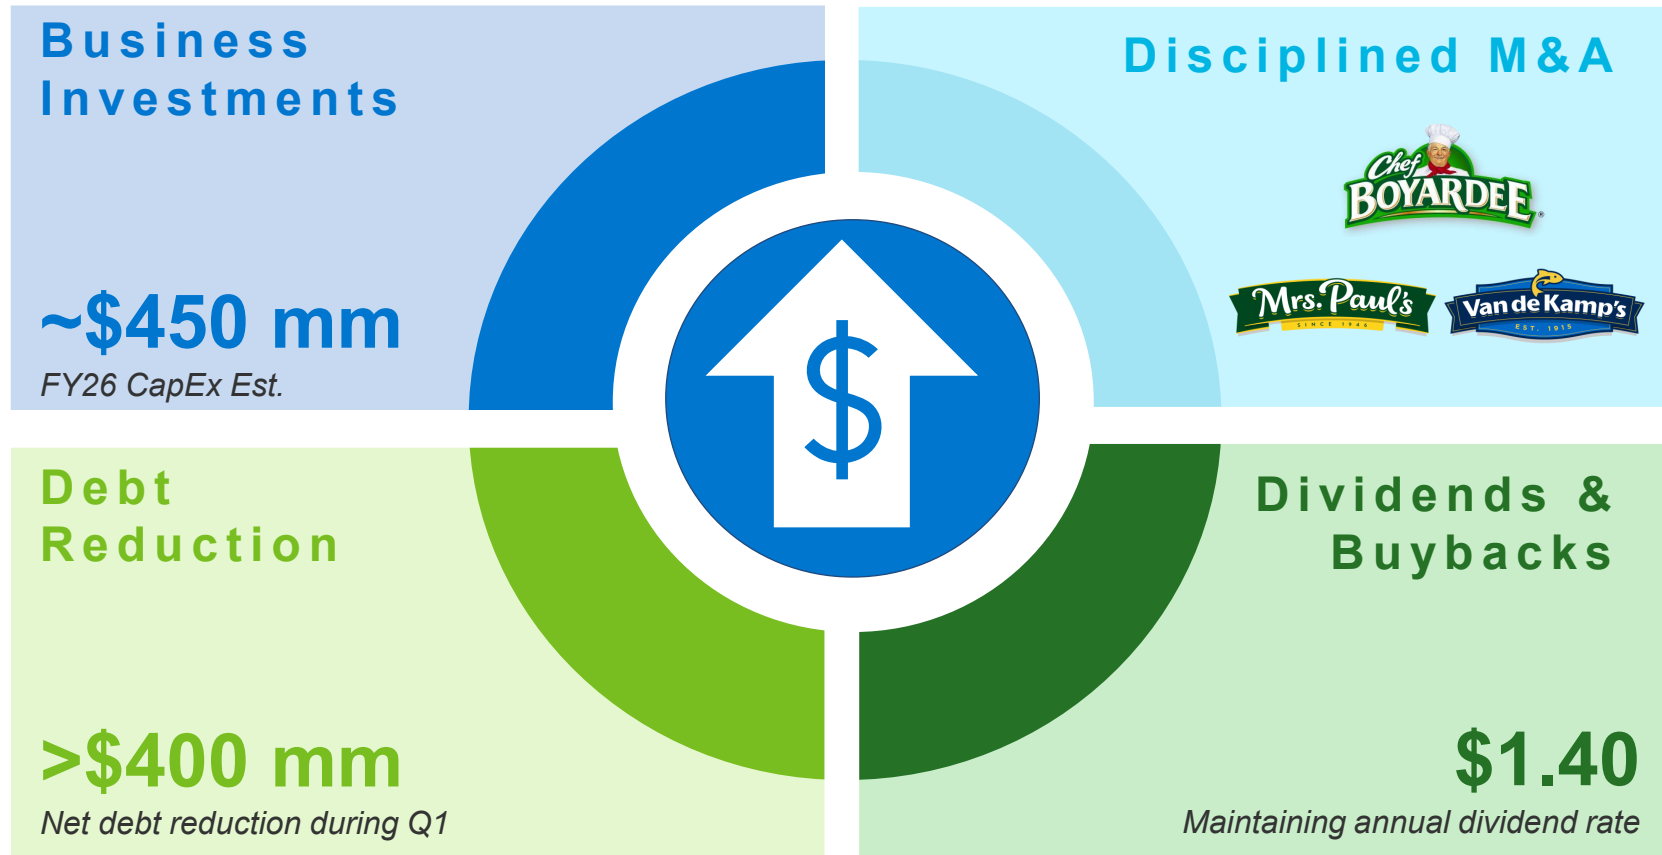 Business
Investments
~$450 mm
FY26 CapEx Est.
Disciplined M&A
Chef
BOYARDEE
®
Mrs. Paul's
SINCE 1946
Van de Kamp's
EST. 1915
Debt
Reduction
>$400 mm
Net debt reduction during Q1
Dividends &
Buybacks
$1.40
Maintaining annual dividend rate
$